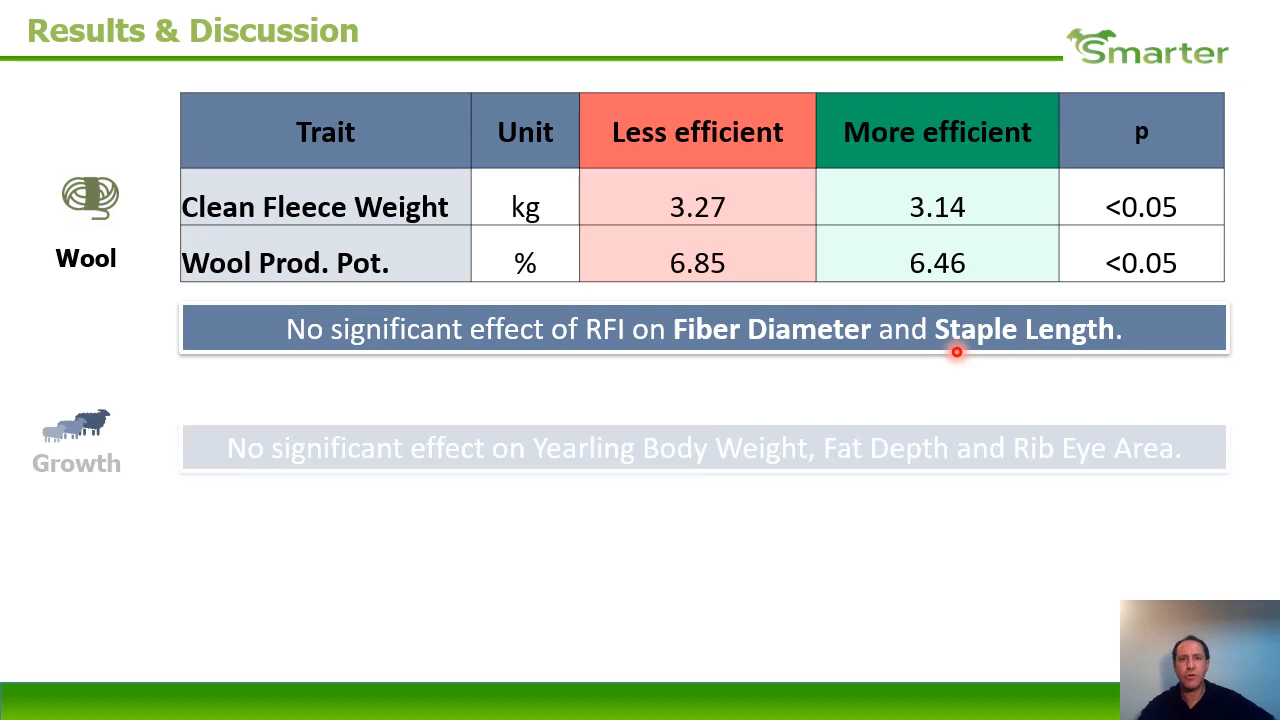 Results & Discussion
Smarter
Trait Unit Less efficient More efficient p
Clean Fleece Weight kg 3.27 3.14 <0.05
Wool Prod. Pot. % 6.85 6.46 <0.05
Wool
No significant effect of RFI on Fiber Diameter and Staple Length.
No significant effect on Yearling Body Weight, Fat Depth and Rib Eye Area.
Growth